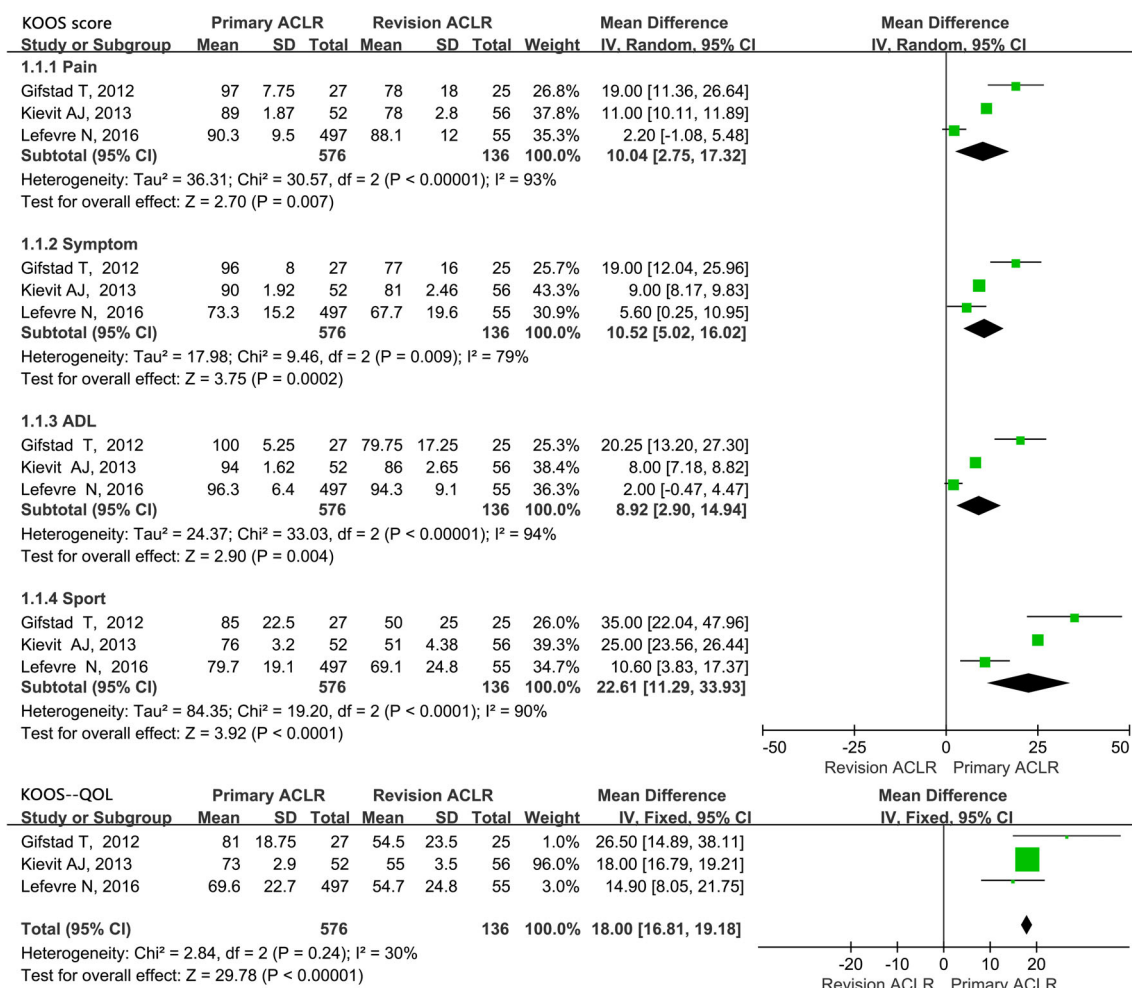 KOOS score Primary ACLR Revision ACLR Mean Difference Mean Difference
Study or Subgroup Mean SD Total Mean SD Total Weight IV, Random, 95% CI IV, Random, 95% CI
1.1.1 Pain
Gifstad T, 2012 97 7.75 27 78 18 25 26.8% 19.00 [11.36, 26.64]
Kievit AJ, 2013 89 1.87 52 78 2.8 56 37.8% 11.00 [10.11, 11.89]
Lefevre N, 2016 90.3 9.5 497 88.1 12 55 35.3% 2.20 [-1.08, 5.48]
Subtotal (95% CI) 576 136 100.0% 10.04 [2.75, 17.32]
Heterogeneity: Tau² = 36.31; Chi² = 30.57, df = 2 (P < 0.00001); I² = 93%
Test for overall effect: Z = 2.70 (P = 0.007)
1.1.2 Symptom
Gifstad T, 2012 96 8 27 77 16 25 25.7% 19.00 [12.04, 25.96]
Kievit AJ, 2013 90 1.92 52 81 2.46 56 43.3% 9.00 [8.17, 9.83]
Lefevre N, 2016 73.3 15.2 497 67.7 19.6 55 30.9% 5.60 [0.25, 10.95]
Subtotal (95% CI) 576 136 100.0% 10.52 [5.02, 16.02]
Heterogeneity: Tau² = 17.98; Chi² = 9.46, df = 2 (P = 0.009); I² = 79%
Test for overall effect: Z = 3.75 (P = 0.0002)
1.1.3 ADL
Gifstad T, 2012 100 5.25 27 79.75 17.25 25 25.3% 20.25 [13.20, 27.30]
Kievit AJ, 2013 94 1.62 52 86 2.65 56 38.4% 8.00 [7.18, 8.82]
Lefevre N, 2016 96.3 6.4 497 94.3 9.1 55 36.3% 2.00 [-0.47, 4.47]
Subtotal (95% CI) 576 136 100.0% 8.92 [2.90, 14.94]
Heterogeneity: Tau² = 24.37; Chi² = 33.03, df = 2 (P < 0.00001); I² = 94%
Test for overall effect: Z = 2.90 (P = 0.004)
1.1.4 Sport
Gifstad T, 2012 85 22.5 27 50 25 25 26.0% 35.00 [22.04, 47.96]
Kievit AJ, 2013 76 3.2 52 51 4.38 56 39.3% 25.00 [23.56, 26.44]
Lefevre N, 2016 79.7 19.1 497 69.1 24.8 55 34.7% 10.60 [3.83, 17.37]
Subtotal (95% CI) 576 136 100.0% 22.61 [11.29, 33.93]
Heterogeneity: Tau² = 84.35; Chi² = 19.20, df = 2 (P < 0.0001); I² = 90%
Test for overall effect: Z = 3.92 (P < 0.0001)
-50 -25 0 25 50
Revision ACLR Primary ACLR
KOOS--QOL Primary ACLR Revision ACLR Mean Difference Mean Difference
Study or Subgroup Mean SD Total Mean SD Total Weight IV, Fixed, 95% CI IV, Fixed, 95% CI
Gifstad T, 2012 81 18.75 27 54.5 23.5 25 1.0% 26.50 [14.89, 38.11]
Kievit AJ, 2013 73 2.9 52 55 3.5 56 96.0% 18.00 [16.79, 19.21]
Lefevre N, 2016 69.6 22.7 497 54.7 24.8 55 3.0% 14.90 [8.05, 21.75]
Total (95% CI) 576 136 100.0% 18.00 [16.81, 19.18]
Heterogeneity: Chi² = 2.84, df = 2 (P = 0.24); I² = 30%
Test for overall effect: Z = 29.78 (P < 0.00001)
-20 -10 0 10 20
Revision ACLR Primary ACLR